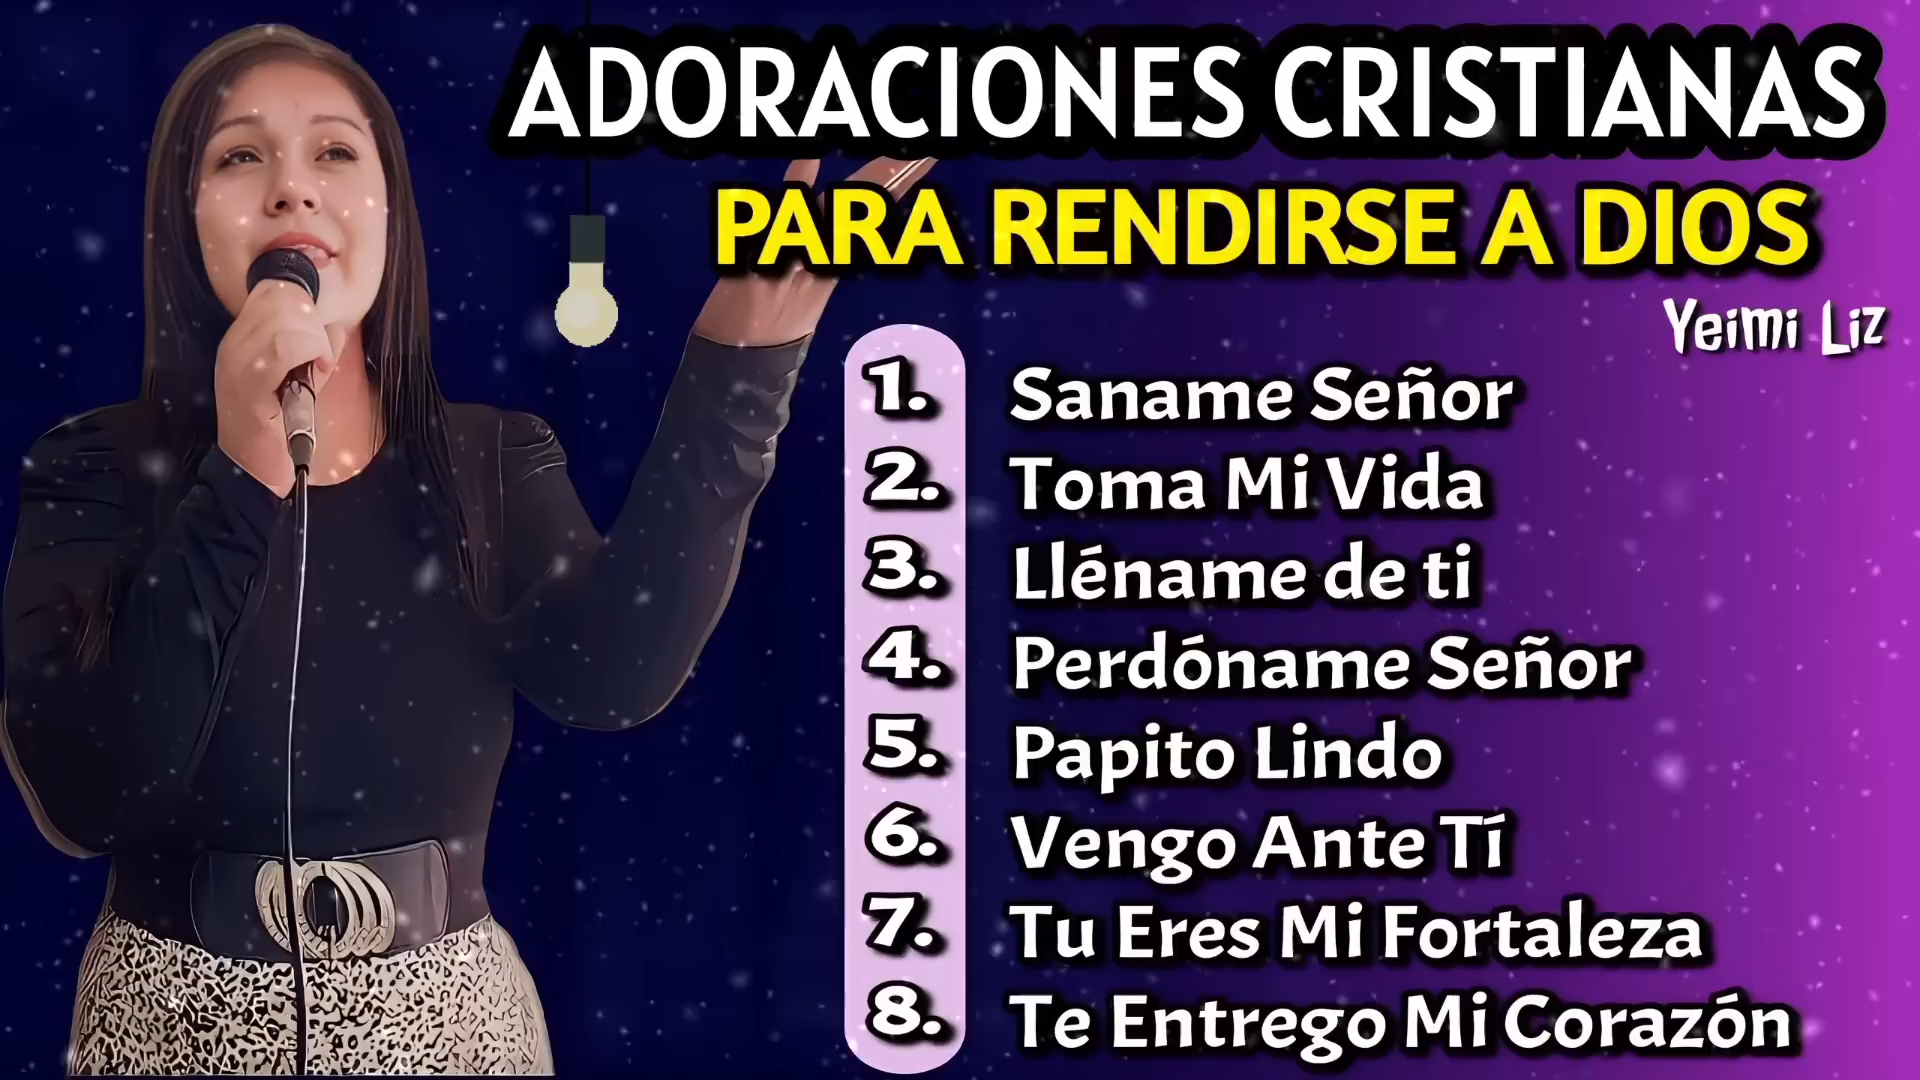 ADORACIONES CRISTIANAS
PARA RENDIRSE A DIOS
Yeimi Liz
1. Saname Señor
2. Toma Mi Vida
3. Lléname de ti
4. Perdóname Señor
5. Papito Lindo
6. Vengo Ante Tí
7. Tu Eres Mi Fortaleza
8. Te Entrego Mi Corazón